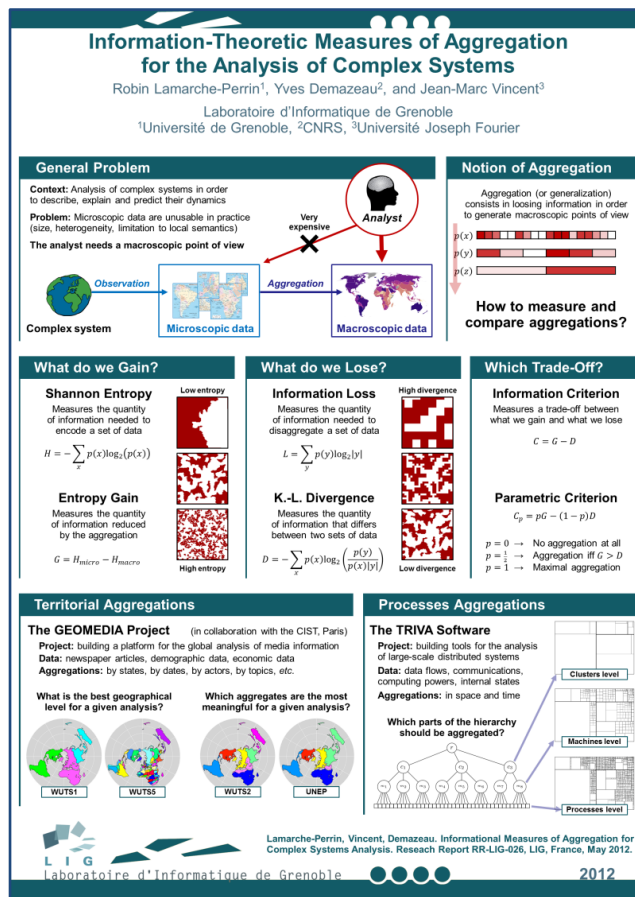 Information-Theoretic Measures of Aggregation
for the Analysis of Complex Systems
Robin Lamarche-Perrin¹, Yves Demazeau², and Jean-Marc Vincent³
Laboratoire d'Informatique de Grenoble
¹Université de Grenoble, ²CNRS, ³Université Joseph Fourier
General Problem
Context: Analysis of complex systems in order
to describe, explain and predict their dynamics
Problem: Microscopic data are unusable in practice
(size, heterogeneity, limitation to local semantics)
The analyst needs a macroscopic point of view
Very
expensive
Analyst
Observation
Aggregation
Complex system
Microscopic data
Macroscopic data
Notion of Aggregation
Aggregation (or generalization)
consists in loosing information in order
to generate macroscopic points of view
p(x)
p(y)
p(z)
How to measure and
compare aggregations?
What do we Gain?
Shannon Entropy
Measures the quantity
of information needed to
encode a set of data
H = − ∑x p(x)log₂(p(x))
Entropy Gain
Measures the quantity
of information reduced
by the aggregation
G = Hmicro − Hmacro
Low entropy
High entropy
What do we Lose?
Information Loss
Measures the quantity
of information needed to
disaggregate a set of data
L = ∑y p(y)log₂|y|
K.-L. Divergence
Measures the quantity
of information that differs
between two sets of data
D = − ∑x p(x)log₂(p(y)/(p(x)|y|))
High divergence
Low divergence
Which Trade-Off?
Information Criterion
Measures a trade-off between
what we gain and what we lose
C = G − D
Parametric Criterion
Cp = pG − (1 − p)D
p = 0 → No aggregation at all
p = ½ → Aggregation iff G > D
p = 1 → Maximal aggregation
Territorial Aggregations
The GEOMEDIA Project (in collaboration with the CIST, Paris)
Project: building a platform for the global analysis of media information
Data: newspaper articles, demographic data, economic data
Aggregations: by states, by dates, by actors, by topics, etc.
What is the best geographical
level for a given analysis?
Which aggregates are the most
meaningful for a given analysis?
WUTS1
WUTS5
WUTS2
UNEP
Processes Aggregations
The TRIVA Software
Project: building tools for the analysis
of large-scale distributed systems
Data: data flows, communications,
computing powers, internal states
Aggregations: in space and time
Which parts of the hierarchy
should be aggregated?
Clusters level
Machines level
Processes level
LIG
Laboratoire d'Informatique de Grenoble
Lamarche-Perrin, Vincent, Demazeau. Informational Measures of Aggregation for
Complex Systems Analysis. Reseach Report RR-LIG-026, LIG, France, May 2012.
2012